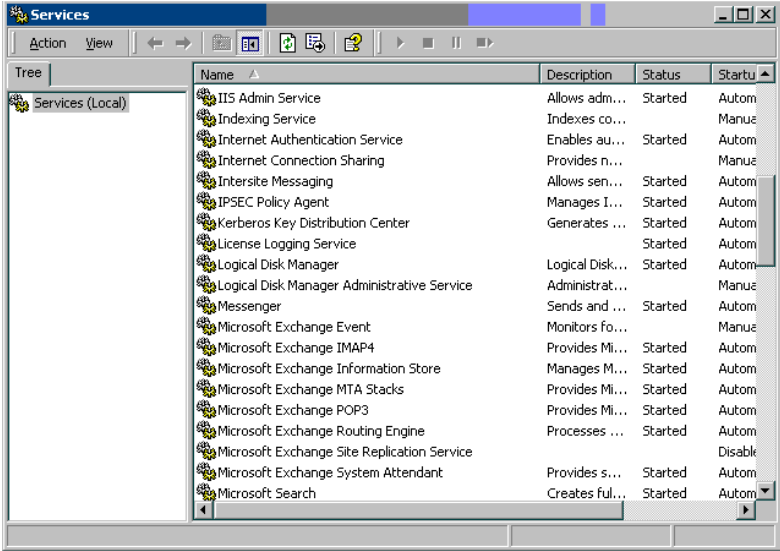 Services
Action View
Tree
Name Description Status Startu
Services (Local)
IIS Admin Service Allows adm... Started Autom
Indexing Service Indexes co... Manua
Internet Authentication Service Enables au... Started Autom
Internet Connection Sharing Provides n... Manua
Intersite Messaging Allows sen... Started Autom
IPSEC Policy Agent Manages I... Started Autom
Kerberos Key Distribution Center Generates ... Started Autom
License Logging Service Started Autom
Logical Disk Manager Logical Disk... Started Autom
Logical Disk Manager Administrative Service Administrat... Manua
Messenger Sends and ... Started Autom
Microsoft Exchange Event Monitors fo... Manua
Microsoft Exchange IMAP4 Provides Mi... Started Autom
Microsoft Exchange Information Store Manages M... Started Autom
Microsoft Exchange MTA Stacks Provides Mi... Started Autom
Microsoft Exchange POP3 Provides Mi... Started Autom
Microsoft Exchange Routing Engine Processes ... Started Autom
Microsoft Exchange Site Replication Service Disable
Microsoft Exchange System Attendant Provides s... Started Autom
Microsoft Search Creates ful... Started Autom